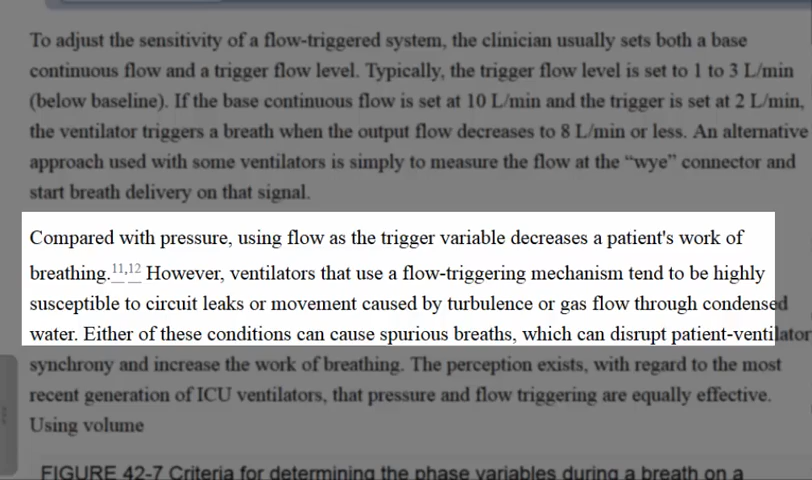 To adjust the sensitivity of a flow-triggered system, the clinician usually sets both a base
continuous flow and a trigger flow level. Typically, the trigger flow level is set to 1 to 3 L/min
(below baseline). If the base continuous flow is set at 10 L/min and the trigger is set at 2 L/min,
the ventilator triggers a breath when the output flow decreases to 8 L/min or less. An alternative
approach used with some ventilators is simply to measure the flow at the “wye” connector and
start breath delivery on that signal.
Compared with pressure, using flow as the trigger variable decreases a patient's work of
breathing.11,12 However, ventilators that use a flow-triggering mechanism tend to be highly
susceptible to circuit leaks or movement caused by turbulence or gas flow through condensed
water. Either of these conditions can cause spurious breaths, which can disrupt patient-ventilator
synchrony and increase the work of breathing. The perception exists, with regard to the most
recent generation of ICU ventilators, that pressure and flow triggering are equally effective.
Using volume
FIGURE 42-7 Criteria for determining the phase variables during a breath on a